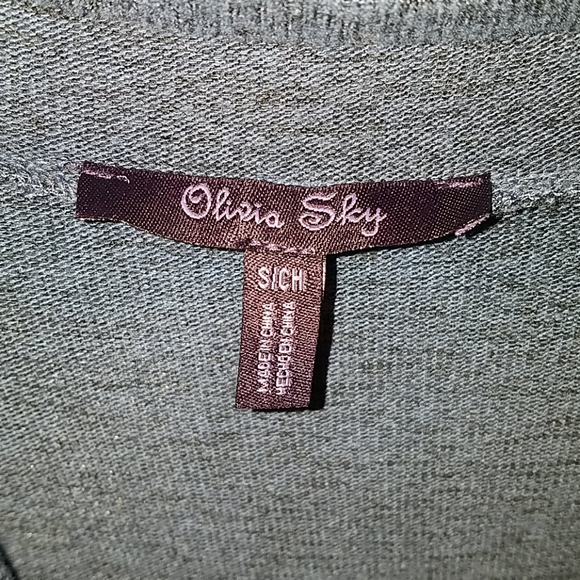 Olivia Sky
S/CH
MADE IN CHINA
HECHO EN CHINA